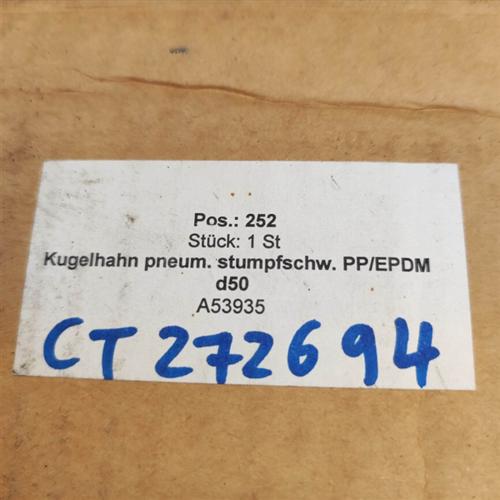 Pos.: 252
Stück: 1 St
Kugelhahn pneum. stumpfschw. PP/EPDM
d50
A53935
CT 272694